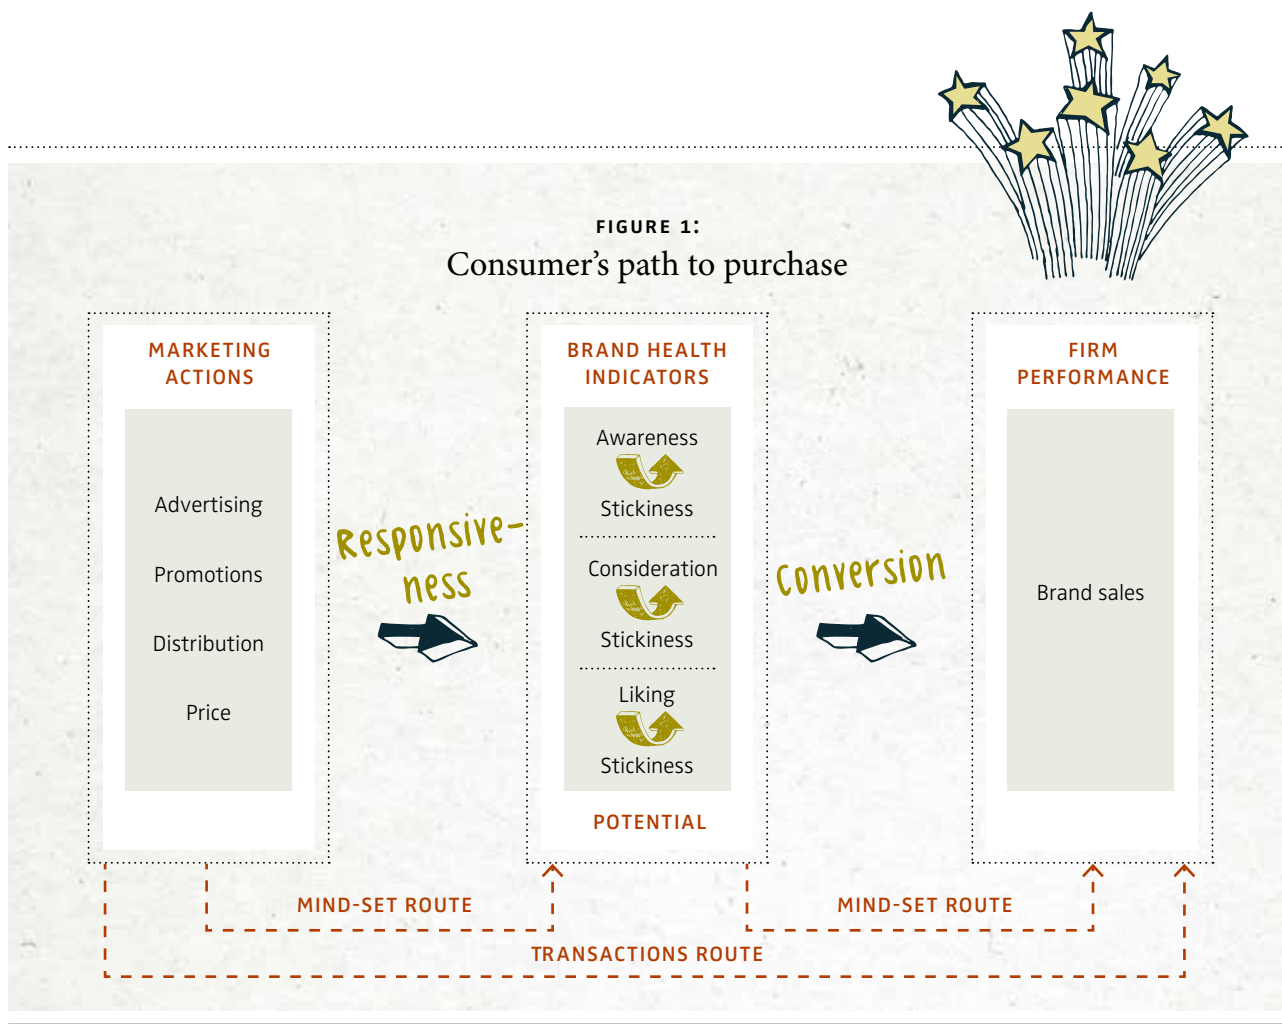 FIGURE 1:
Consumer's path to purchase
MARKETING
ACTIONS
Advertising
Promotions
Distribution
Price
Responsive-
ness
BRAND HEALTH
INDICATORS
Awareness
Stickiness
Consideration
Stickiness
Liking
Stickiness
POTENTIAL
Conversion
FIRM
PERFORMANCE
Brand sales
MIND-SET ROUTE
MIND-SET ROUTE
TRANSACTIONS ROUTE